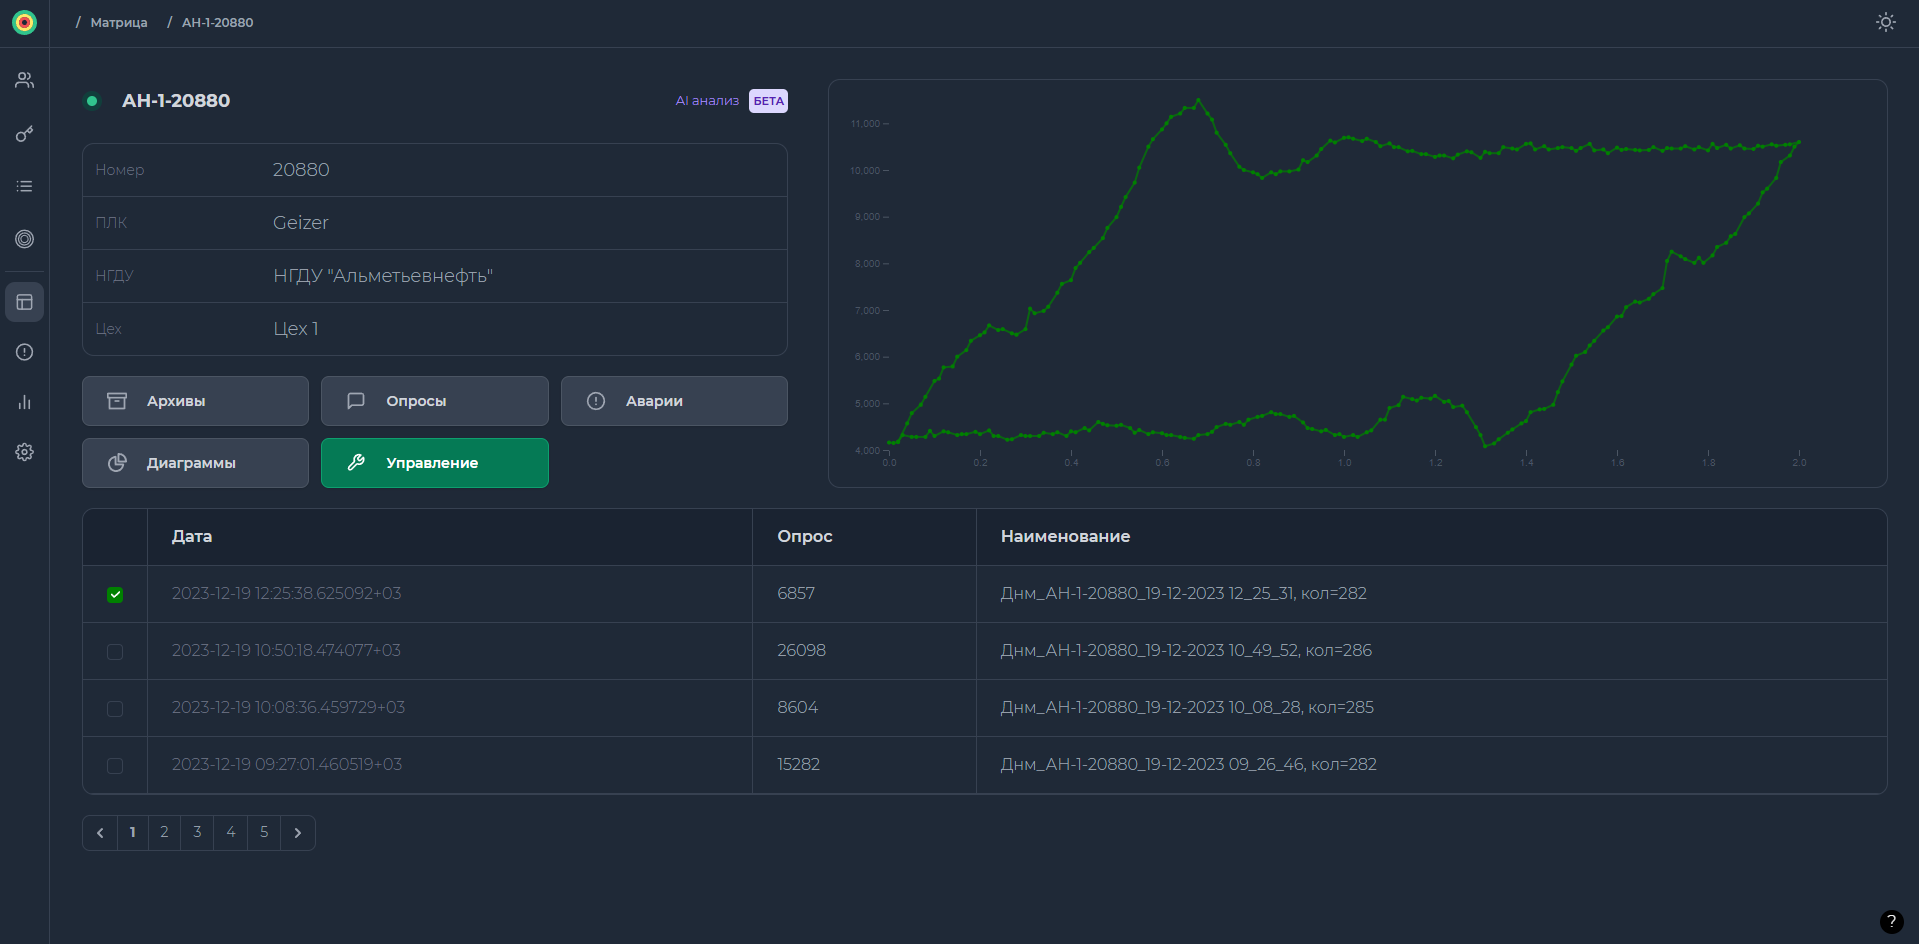 / Матрица / АН-1-20880
АН-1-20880
AI анализ БЕТА
Номер 20880
ПЛК Geizer
НГДУ НГДУ "Альметьевнефть"
Цех Цех 1
Архивы Опросы Аварии
Диаграммы Управление
11,000
10,000
9,000
8,000
7,000
6,000
5,000
4,000
0.0 0.2 0.4 0.6 0.8 1.0 1.2 1.4 1.6 1.8 2.0
Дата Опрос Наименование
2023-12-19 12:25:38.625092+03 6857 Днм_АН-1-20880_19-12-2023 12_25_31, кол=282
2023-12-19 10:50:18.474077+03 26098 Днм_АН-1-20880_19-12-2023 10_49_52, кол=286
2023-12-19 10:08:36.459729+03 8604 Днм_АН-1-20880_19-12-2023 10_08_28, кол=285
2023-12-19 09:27:01.460519+03 15282 Днм_АН-1-20880_19-12-2023 09_26_46, кол=282
1 2 3 4 5
?